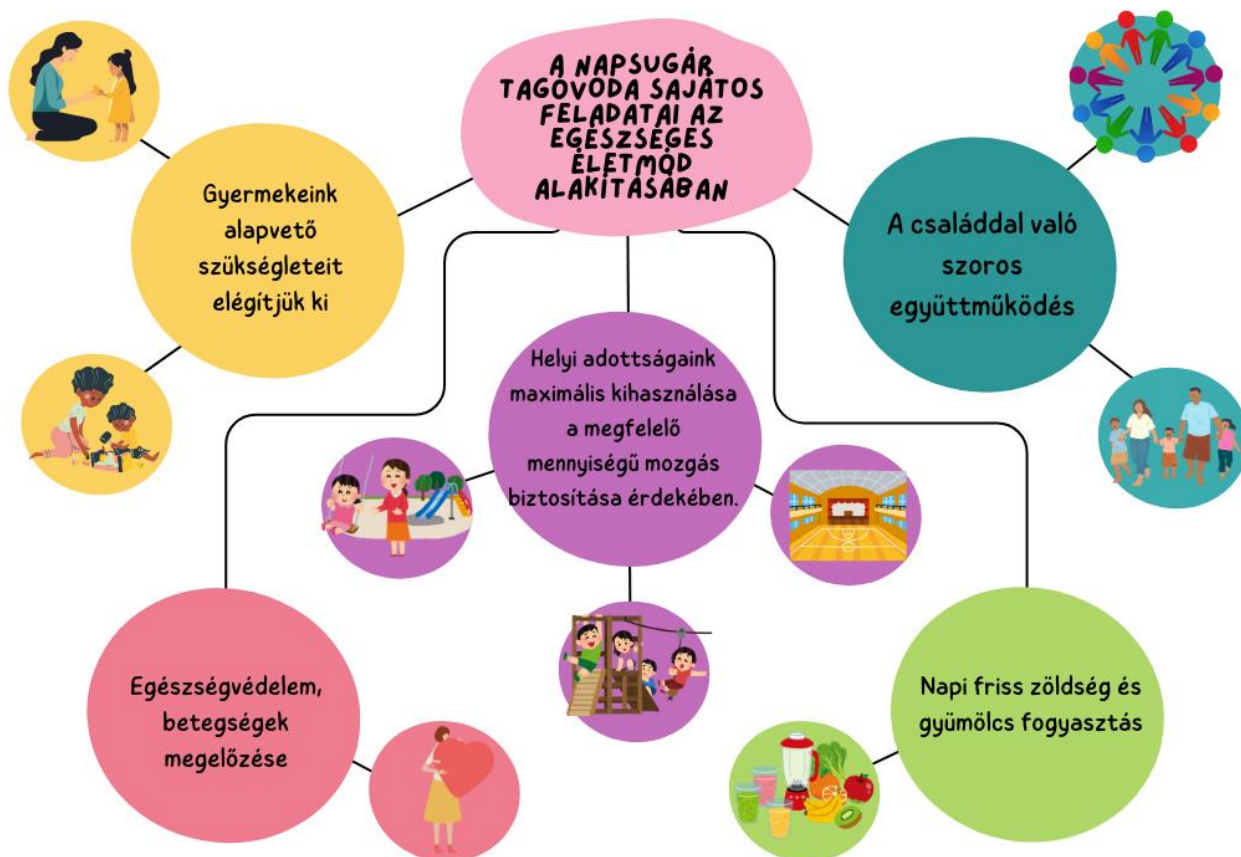 A NAPSUGÁR
TAGÓVODA SAJÁTOS
FELADATAI AZ
EGÉSZSÉGES
ÉLETMÓD
ALAKÍTÁSÁBAN
Gyermekeink
alapvető
szükségleteit
elégítjük ki
A családdal való
szoros
együttműködés
Helyi adottságaink
maximális kihasználása
a megfelelő
mennyiségű mozgás
biztosítása érdekében.
Egészségvédelem,
betegségek
megelőzése
Napi friss zöldség és
gyümölcs fogyasztás